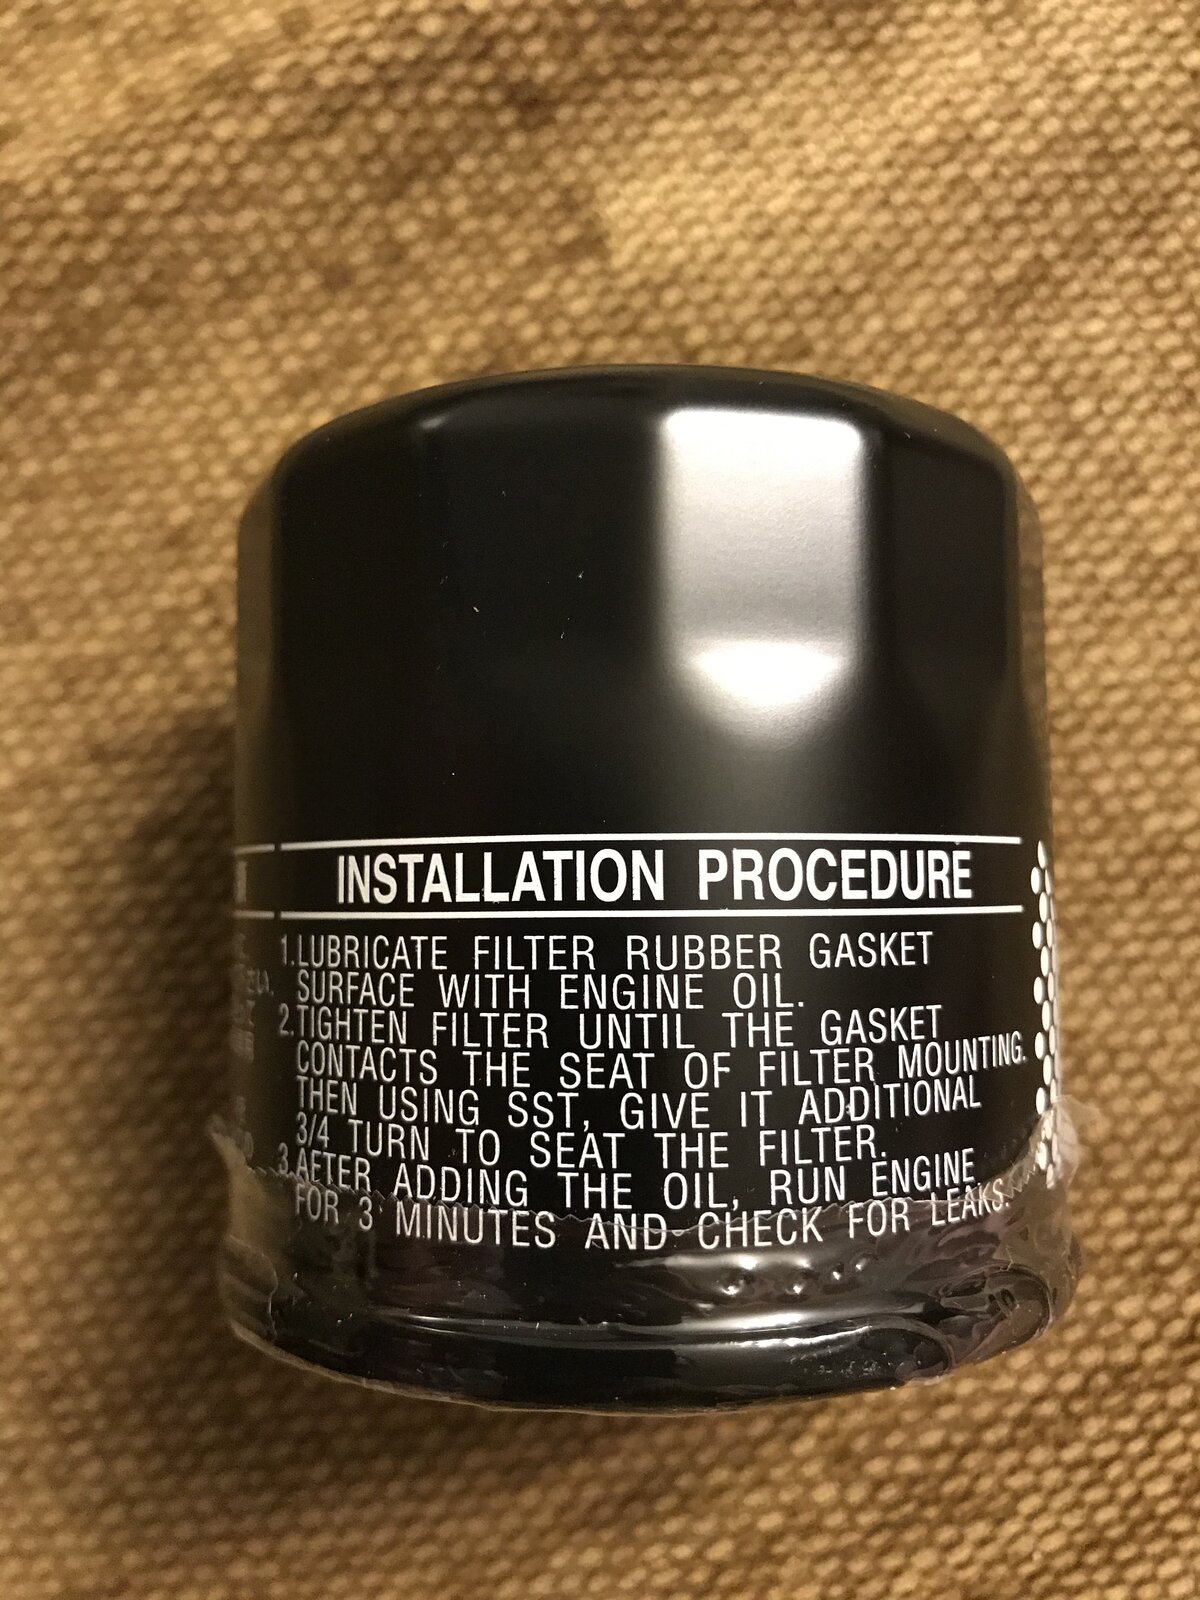 INSTALLATION PROCEDURE
1.LUBRICATE FILTER RUBBER GASKET
SURFACE WITH ENGINE OIL.
2.TIGHTEN FILTER UNTIL THE GASKET
CONTACTS THE SEAT OF FILTER MOUNTING.
THEN USING SST, GIVE IT ADDITIONAL
3/4 TURN TO SEAT THE FILTER.
3.AFTER ADDING THE OIL, RUN ENGINE
FOR 3 MINUTES AND CHECK FOR LEAKS.